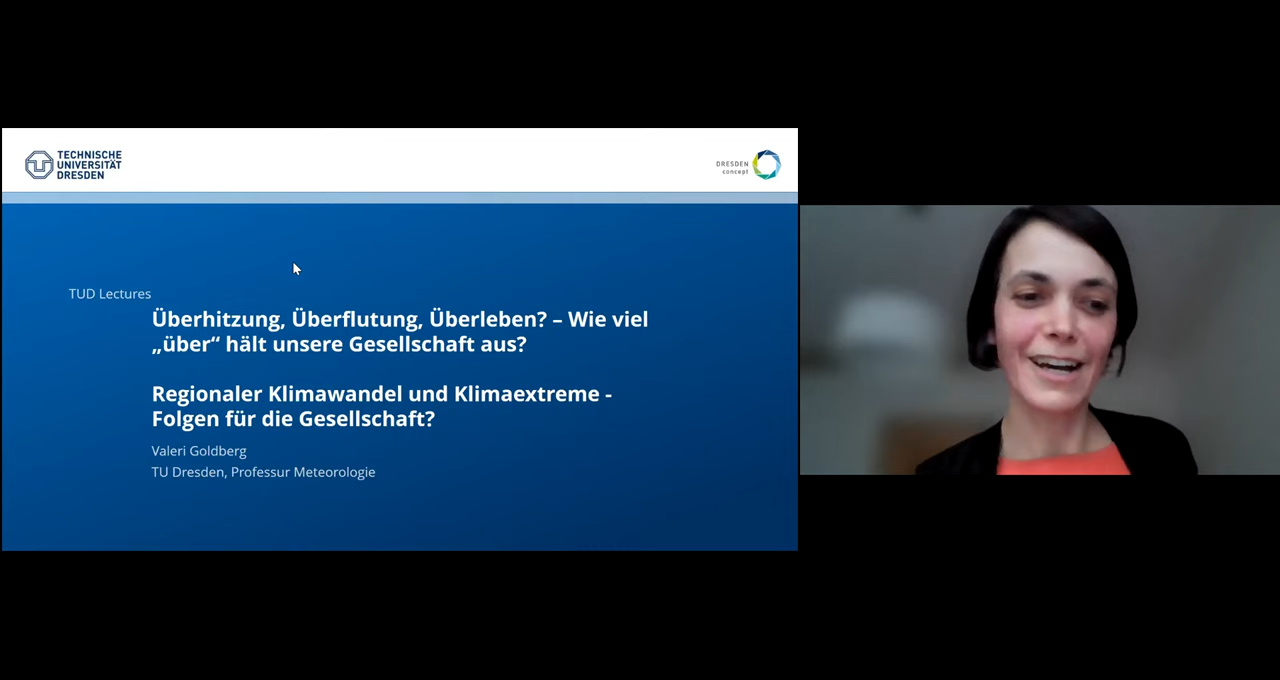 TECHNISCHE
UNIVERSITÄT
DRESDEN
DRESDEN
concept
TUD Lectures
Überhitzung, Überflutung, Überleben? – Wie viel
„über“ hält unsere Gesellschaft aus?
Regionaler Klimawandel und Klimaextreme -
Folgen für die Gesellschaft?
Valeri Goldberg
TU Dresden, Professur Meteorologie